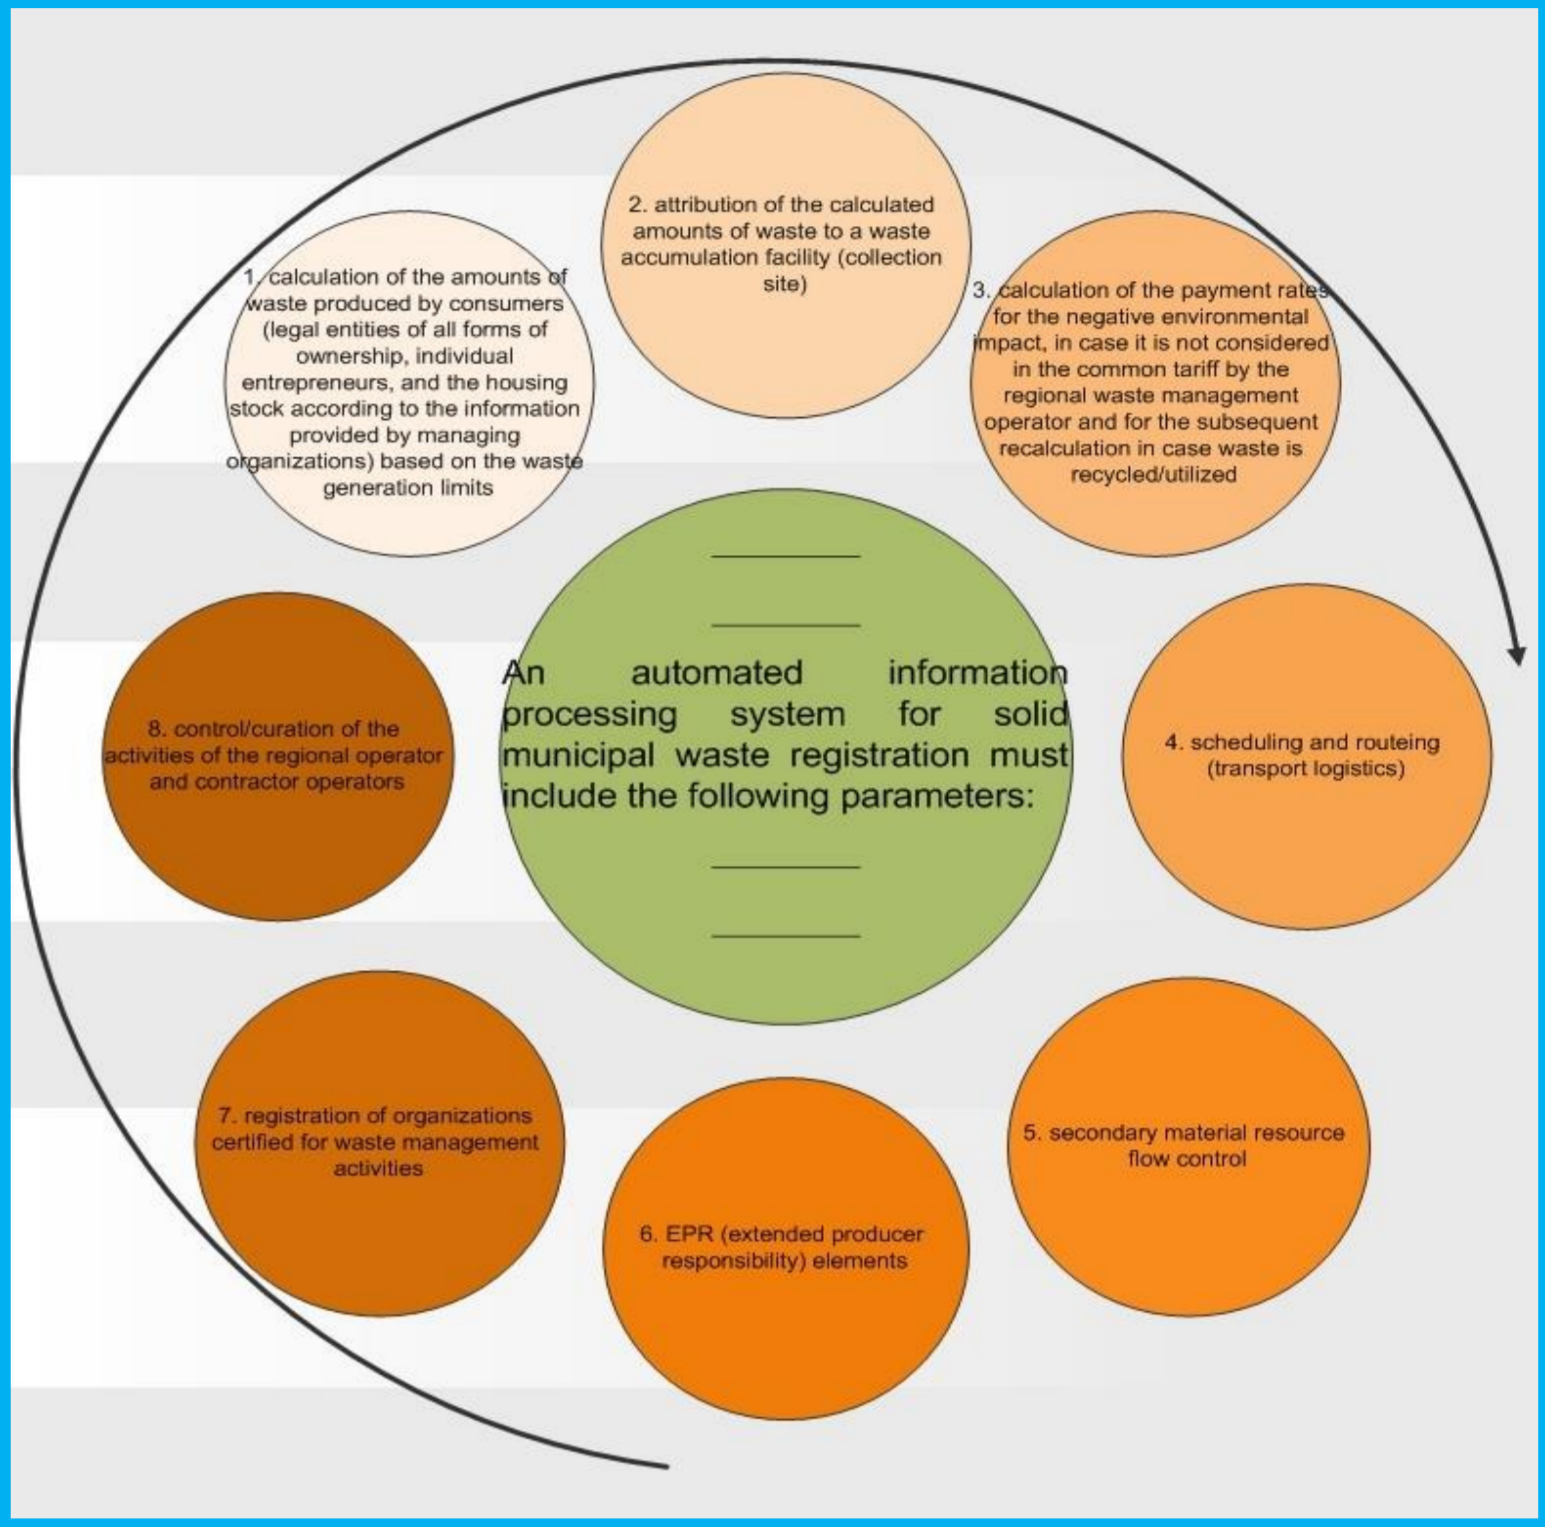 1. calculation of the amounts of
waste produced by consumers
(legal entities of all forms of
ownership, individual
entrepreneurs, and the housing
stock according to the information
provided by managing
organizations) based on the waste
generation limits
2. attribution of the calculated
amounts of waste to a waste
accumulation facility (collection
site)
3. calculation of the payment rates
for the negative environmental
impact, in case it is not considered
in the common tariff by the
regional waste management
operator and for the subsequent
recalculation in case waste is
recycled/utilized
4. scheduling and routeing
(transport logistics)
5. secondary material resource
flow control
6. EPR (extended producer
responsibility) elements
7. registration of organizations
certified for waste management
activities
8. control/curation of the
activities of the regional operator
and contractor operators
An automated information
processing system for solid
municipal waste registration must
include the following parameters: